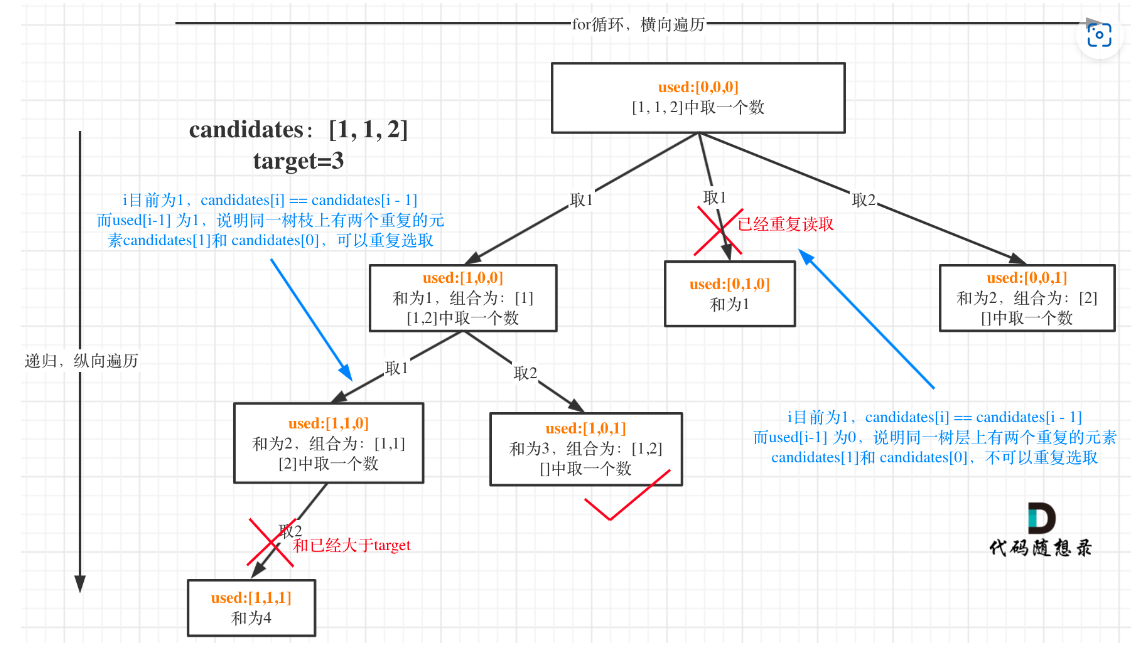 for循环，横向遍历
used:[0,0,0]
[1, 1, 2]中取一个数
candidates：[1, 1, 2]
target=3
i目前为1，candidates[i] == candidates[i - 1]
而used[i-1] 为1，说明同一树枝上有两个重复的元
素candidates[1]和 candidates[0]，可以重复选取
取1
取1
取2
已经重复读取
used:[1,0,0]
和为1，组合为：[1]
[1,2]中取一个数
used:[0,1,0]
和为1
used:[0,0,1]
和为2，组合为：[2]
[]中取一个数
递归，纵向遍历
取1
取2
used:[1,1,0]
和为2，组合为：[1,1]
[2]中取一个数
used:[1,0,1]
和为3，组合为：[1,2]
[]中取一个数
i目前为1，candidates[i] == candidates[i - 1]
而used[i-1] 为0，说明同一树层上有两个重复的元素
candidates[1]和 candidates[0]，不可以重复选取
取2
和已经大于target
used:[1,1,1]
和为4
代码随想录